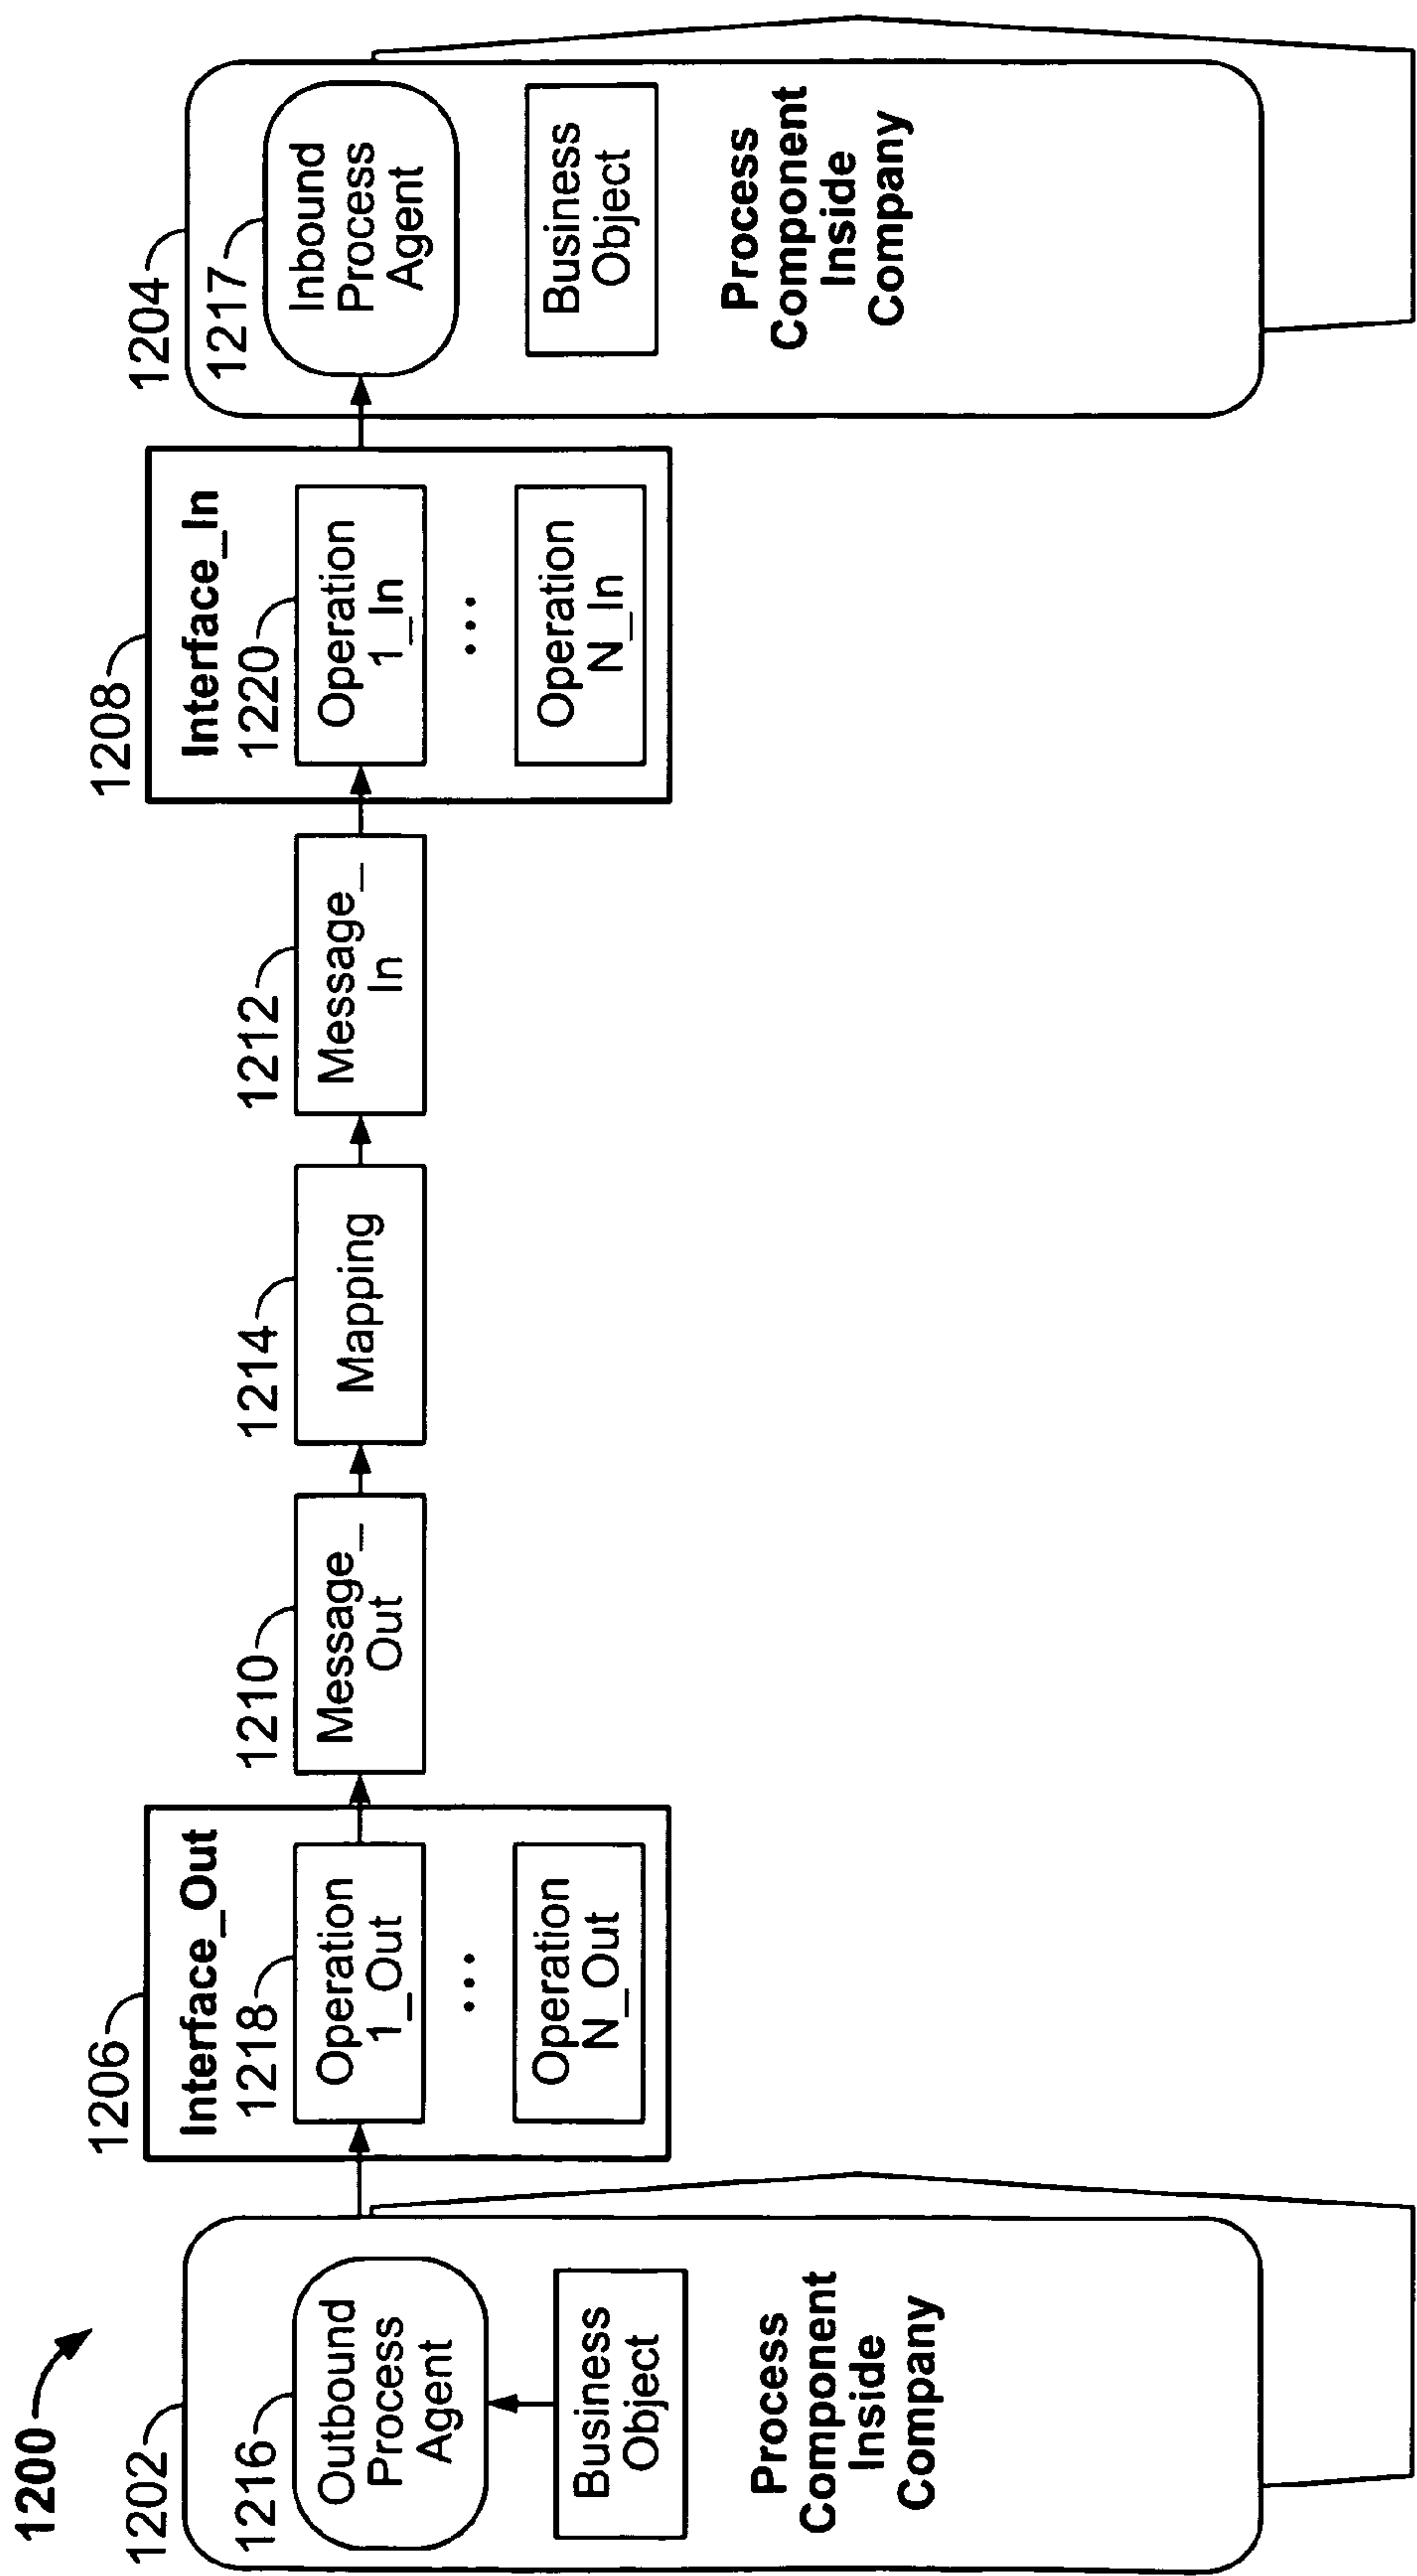 1200
1202
1216
Outbound
Process
Agent
Business
Object
Process
Component
Inside
Company
1206
Interface_Out
1218
Operation
1_Out
...
Operation
N_Out
1210
Message_
Out
1214
Mapping
1212
Message_
In
1208
Interface_In
1220
Operation
1_In
...
Operation
N_In
1204
1217
Inbound
Process
Agent
Business
Object
Process
Component
Inside
Company